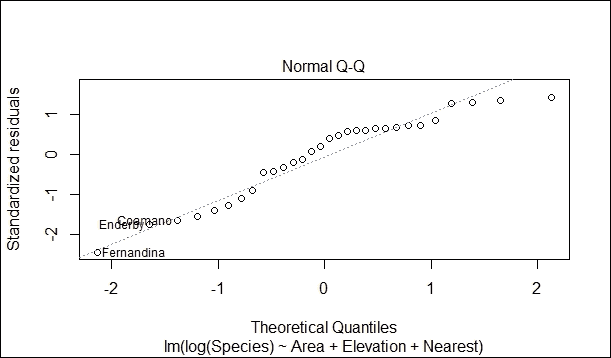 Normal Q-Q
Standardized residuals
1
0
-1
-2
Coamano
Enderby
Fernandina
-2 -1 0 1 2
Theoretical Quantiles
lm(log(Species) ~ Area + Elevation + Nearest)